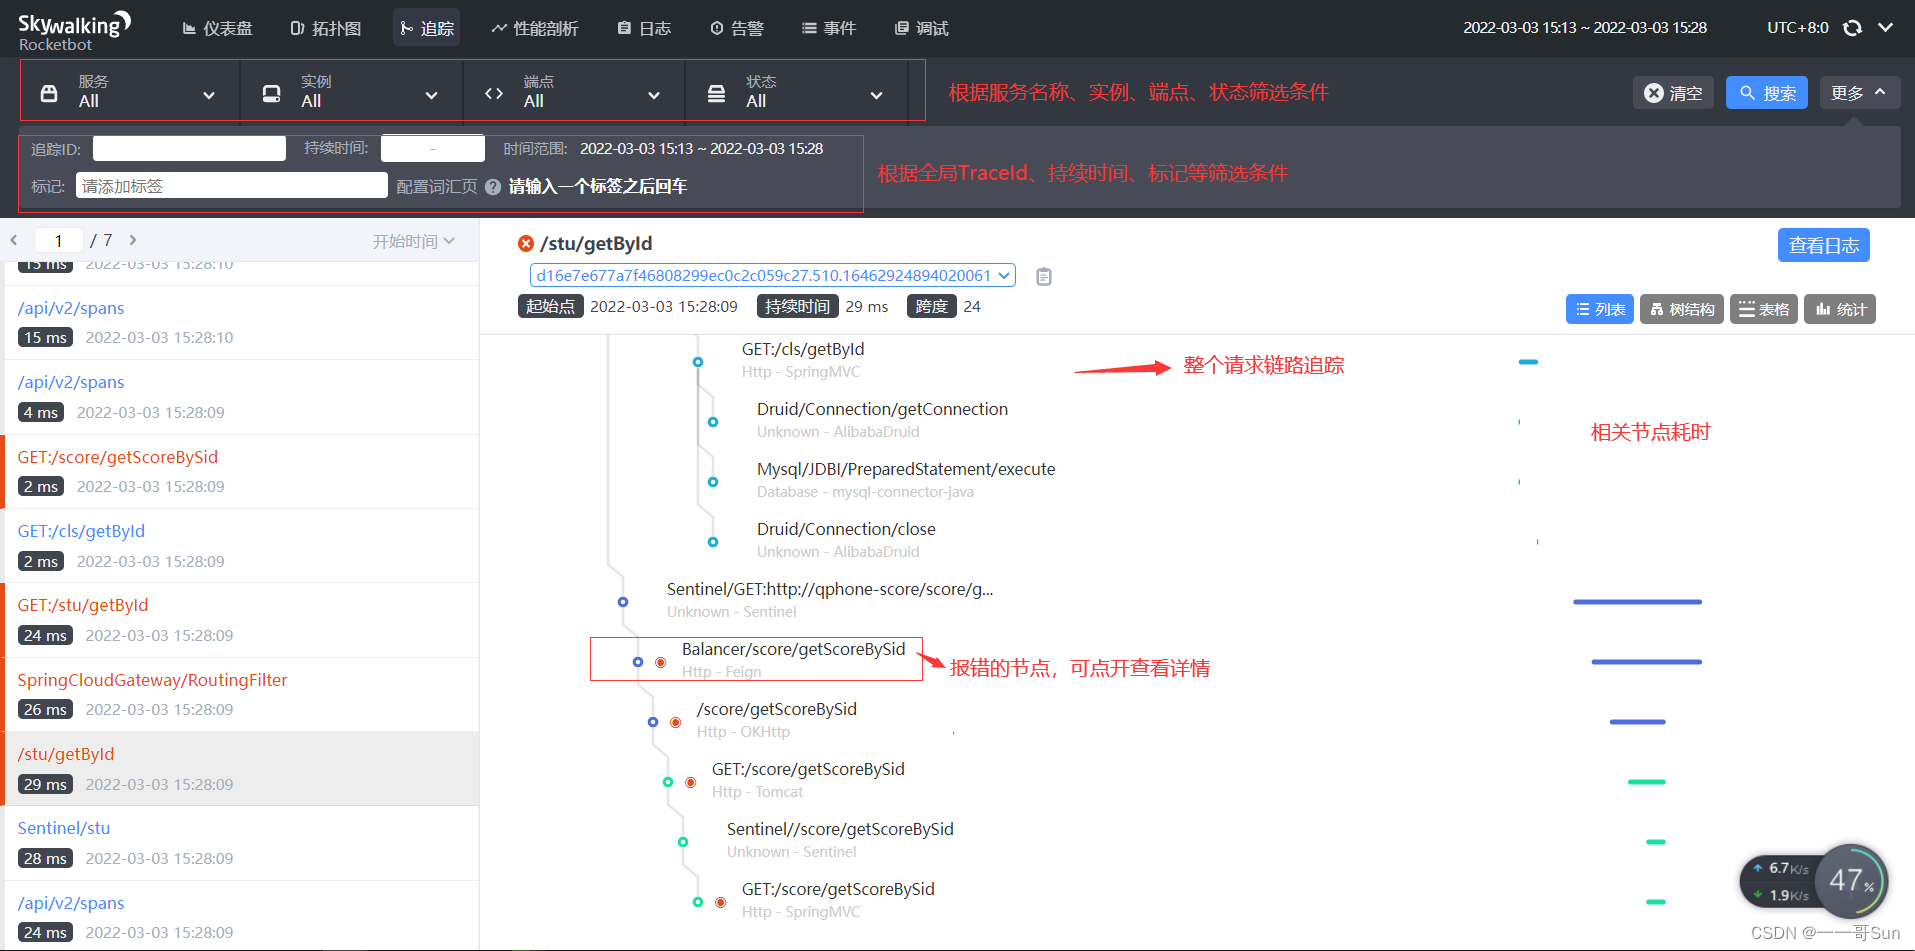 Skywalking
Rocketbot
仪表盘
拓扑图
追踪
性能剖析
日志
告警
事件
调试
2022-03-03 15:13 ~ 2022-03-03 15:28
UTC+8:0
服务
All
实例
All
端点
All
状态
All
根据服务名称、实例、端点、状态筛选条件
清空
搜索
更多
追踪ID:
持续时间:
-
时间范围:
2022-03-03 15:13 ~ 2022-03-03 15:28
标记:
请添加标签
配置词汇页
?
请输入一个标签之后回车
根据全局TraceId、持续时间、标记等筛选条件
1 / 7
开始时间
15 ms 2022-03-03 15:28:10
/api/v2/spans
15 ms 2022-03-03 15:28:10
/api/v2/spans
4 ms 2022-03-03 15:28:09
GET:/score/getScoreBySid
2 ms 2022-03-03 15:28:09
GET:/cls/getById
2 ms 2022-03-03 15:28:09
GET:/stu/getById
24 ms 2022-03-03 15:28:09
SpringCloudGateway/RoutingFilter
26 ms 2022-03-03 15:28:09
/stu/getById
29 ms 2022-03-03 15:28:09
Sentinel/stu
28 ms 2022-03-03 15:28:09
/api/v2/spans
24 ms 2022-03-03 15:28:09
/stu/getById
查看日志
d16e7e677a7f46808299ec0c2c059c27.510.16462924894020061
起始点 2022-03-03 15:28:09 持续时间 29 ms 跨度 24
列表
树结构
表格
统计
GET:/cls/getById
Http - SpringMVC
整个请求链路追踪
Druid/Connection/getConnection
Unknown - AlibabaDruid
相关节点耗时
Mysql/JDBI/PreparedStatement/execute
Database - mysql-connector-java
Druid/Connection/close
Unknown - AlibabaDruid
Sentinel/GET:http://qphone-score/score/g...
Unknown - Sentinel
Balancer/score/getScoreBySid
Http - Feign
报错的节点，可点开查看详情
/score/getScoreBySid
Http - OKHttp
GET:/score/getScoreBySid
Http - Tomcat
Sentinel//score/getScoreBySid
Unknown - Sentinel
GET:/score/getScoreBySid
Http - SpringMVC
6.7K/s
1.9K/s
47%
CSDN @一一哥Sun